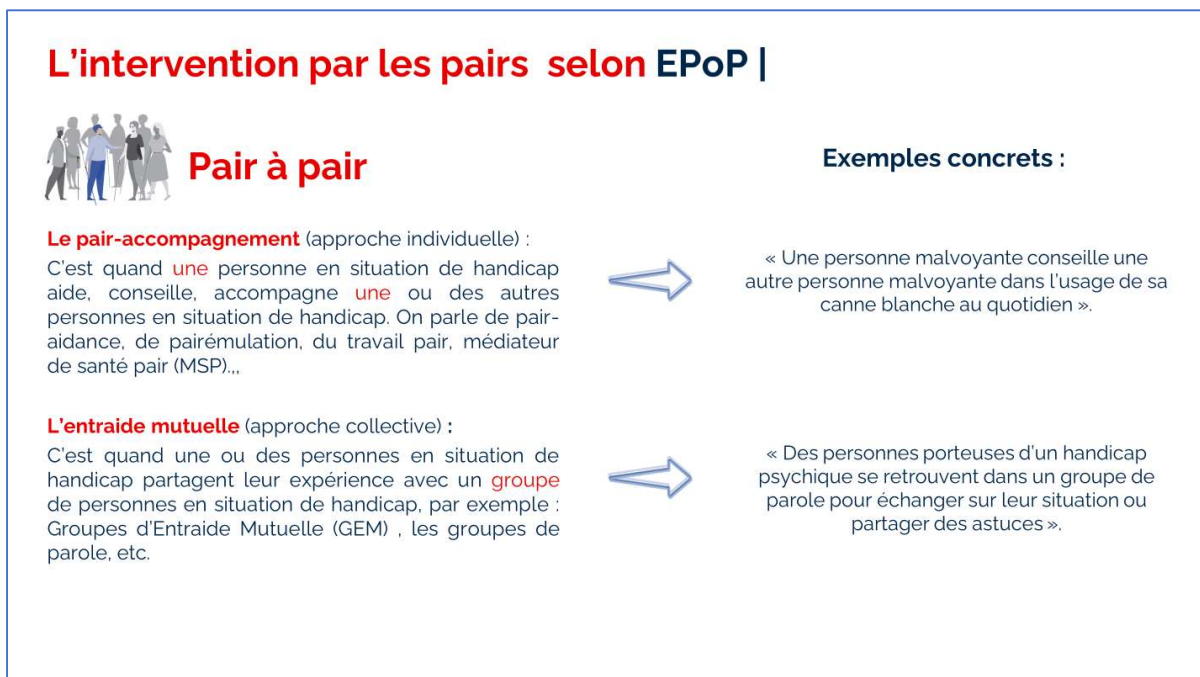 L'intervention par les pairs selon EPoP |
Pair à pair
Exemples concrets :
Le pair-accompagnement (approche individuelle) :
C'est quand une personne en situation de handicap
aide, conseille, accompagne une ou des autres
personnes en situation de handicap. On parle de pair-
aidance, de pairémulation, du travail pair, médiateur
de santé pair (MSP).,,
« Une personne malvoyante conseille une
autre personne malvoyante dans l'usage de sa
canne blanche au quotidien ».
L'entraide mutuelle (approche collective) :
C'est quand une ou des personnes en situation de
handicap partagent leur expérience avec un groupe
de personnes en situation de handicap, par exemple :
Groupes d'Entraide Mutuelle (GEM) , les groupes de
parole, etc.
« Des personnes porteuses d'un handicap
psychique se retrouvent dans un groupe de
parole pour échanger sur leur situation ou
partager des astuces ».